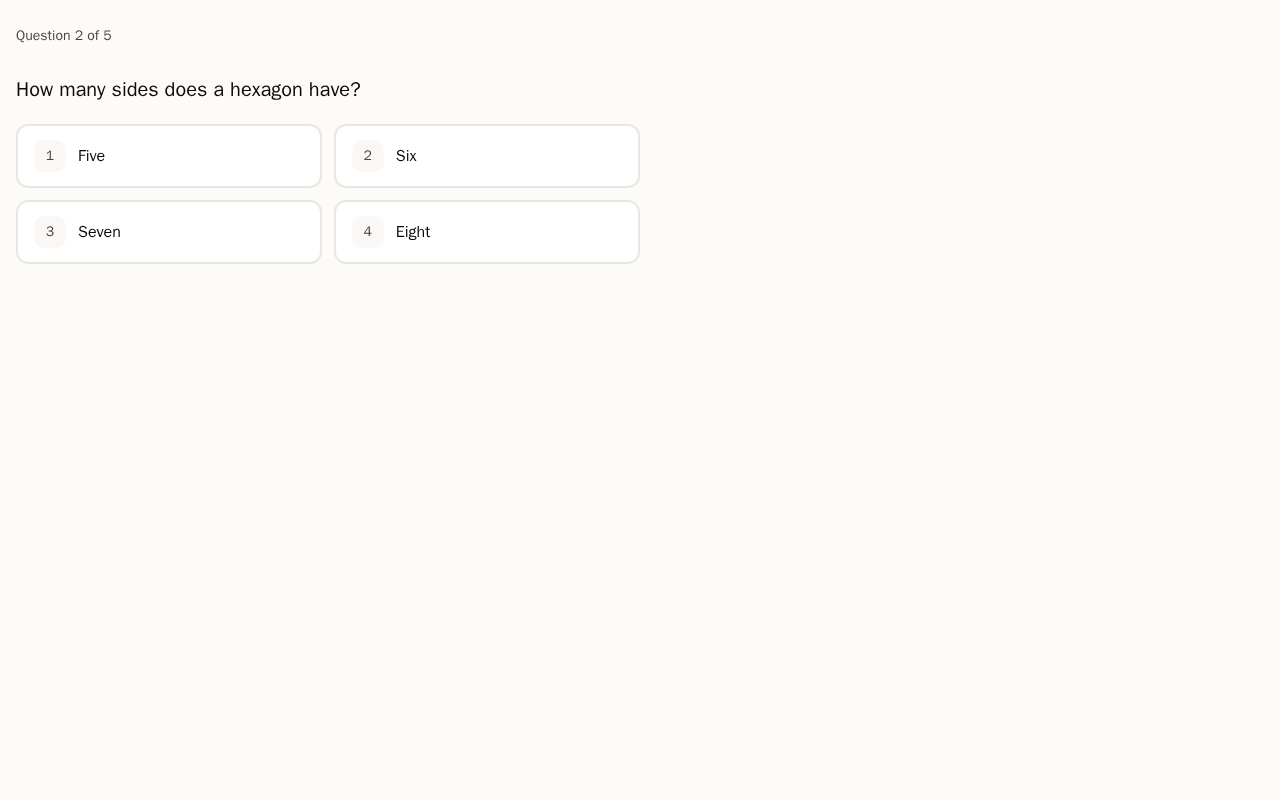 Question 2 of 5
How many sides does a hexagon have?
1 Five
2 Six
3 Seven
4 Eight